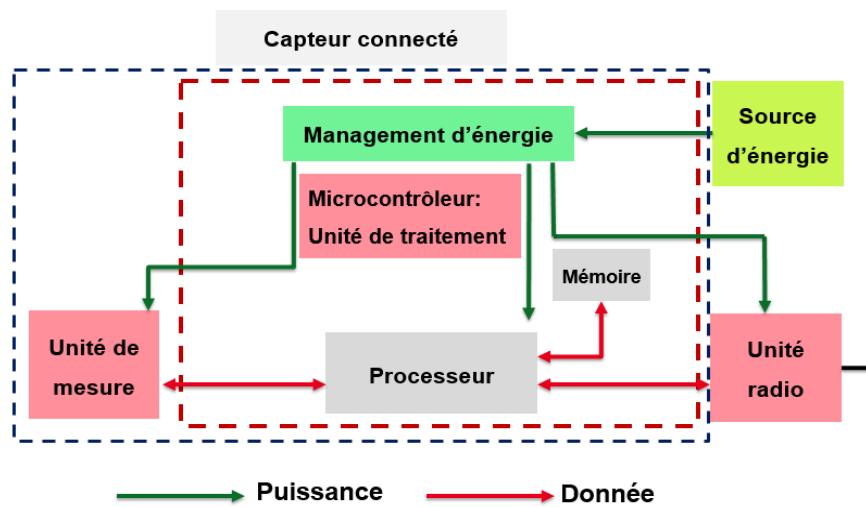 Capteur connecté
Management d'énergie
Source
d'énergie
Microcontrôleur:
Unité de traitement
Mémoire
Unité de
mesure
Processeur
Unité
radio
Puissance
Donnée